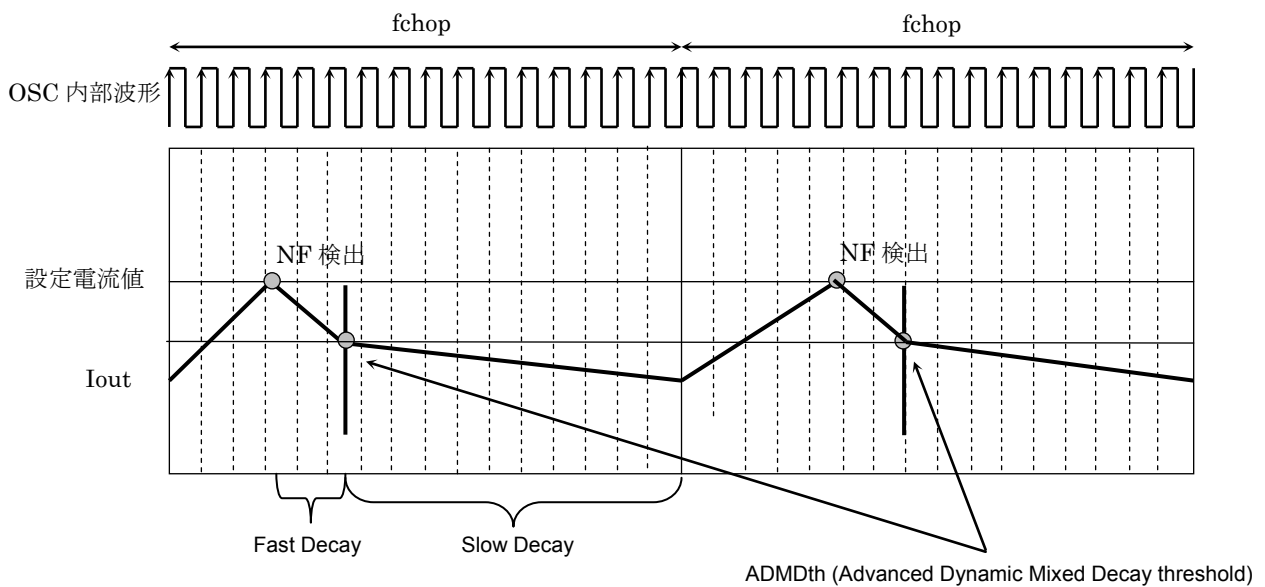 fchop
fchop
OSC 内部波形
NF 検出
NF 検出
設定電流値
Iout
Fast Decay
Slow Decay
ADMDth (Advanced Dynamic Mixed Decay threshold)